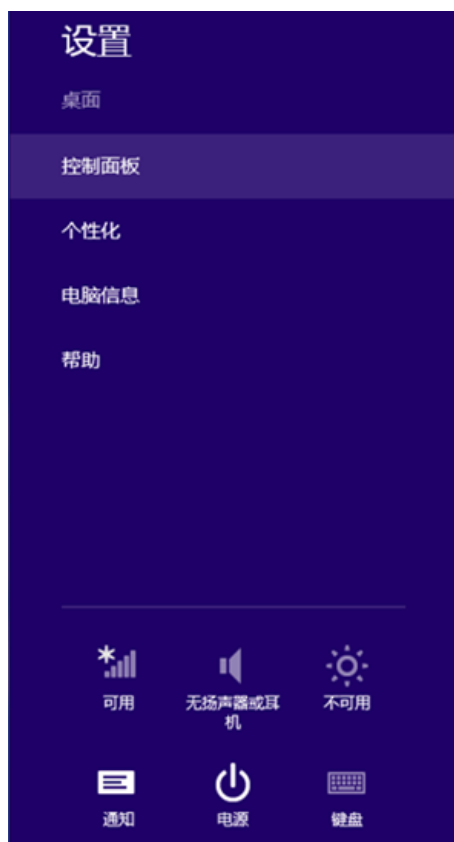 设置
桌面
控制面板
个性化
电脑信息
帮助
可用
无扬声器或耳
机
不可用
通知
电源
键盘